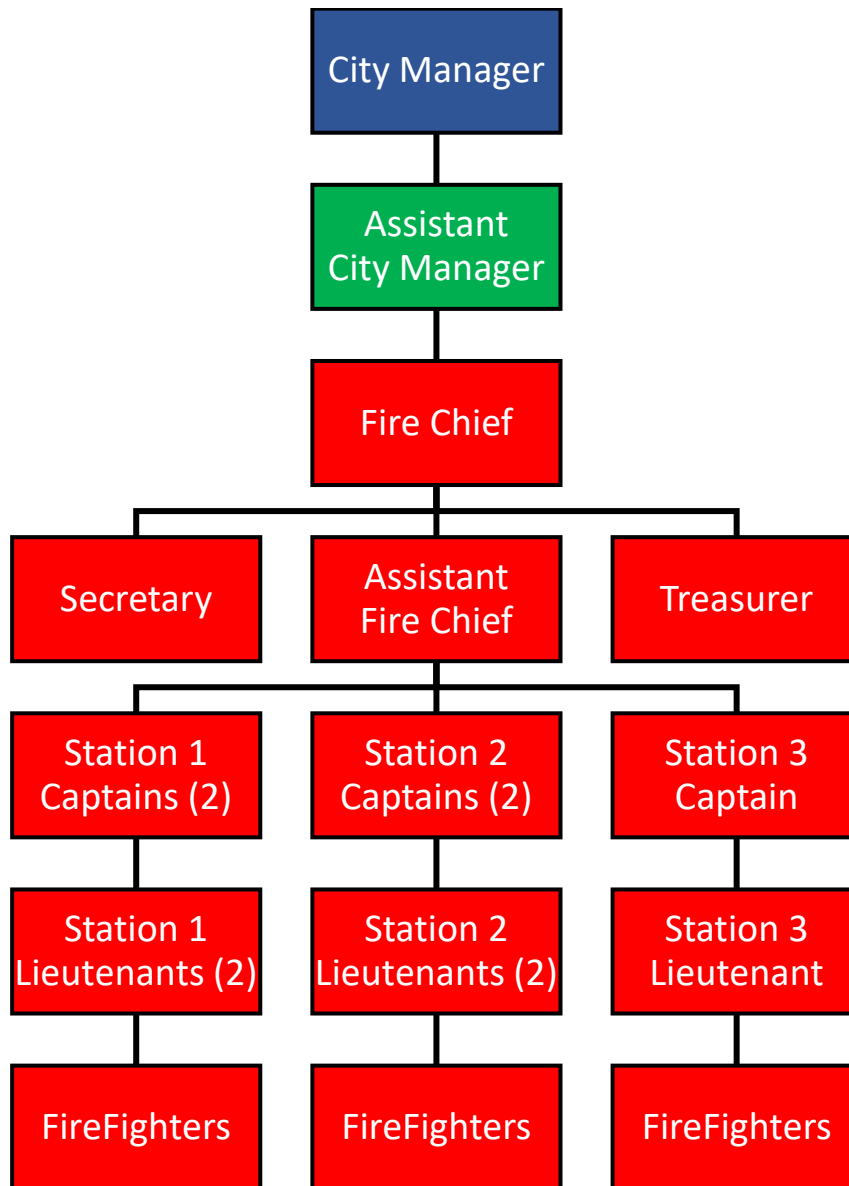 City Manager
Assistant
City Manager
Fire Chief
Secretary
Assistant
Fire Chief
Treasurer
Station 1
Captains (2)
Station 2
Captains (2)
Station 3
Captain
Station 1
Lieutenants (2)
Station 2
Lieutenants (2)
Station 3
Lieutenant
FireFighters
FireFighters
FireFighters